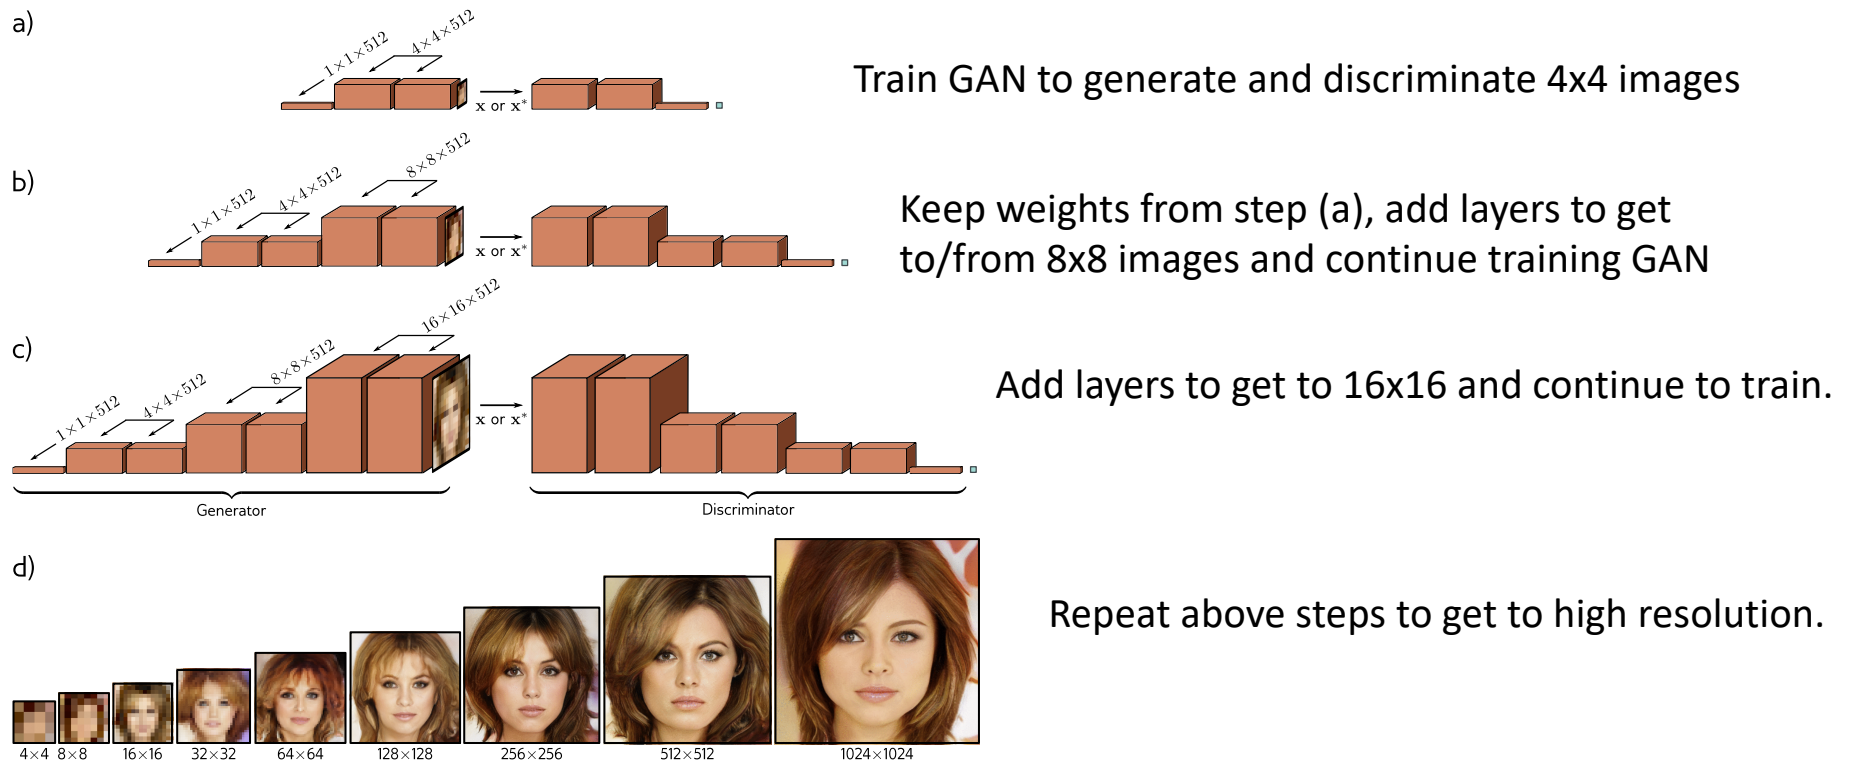 a)
1×1×512
4×4×512
x or x*
Train GAN to generate and discriminate 4x4 images
b)
1×1×512
4×4×512
8×8×512
x or x*
Keep weights from step (a), add layers to get
to/from 8x8 images and continue training GAN
c)
1×1×512
4×4×512
8×8×512
16×16×512
x or x*
Add layers to get to 16x16 and continue to train.
Generator
Discriminator
d)
Repeat above steps to get to high resolution.
4×4 8×8 16×16 32×32 64×64 128×128 256×256 512×512 1024×1024